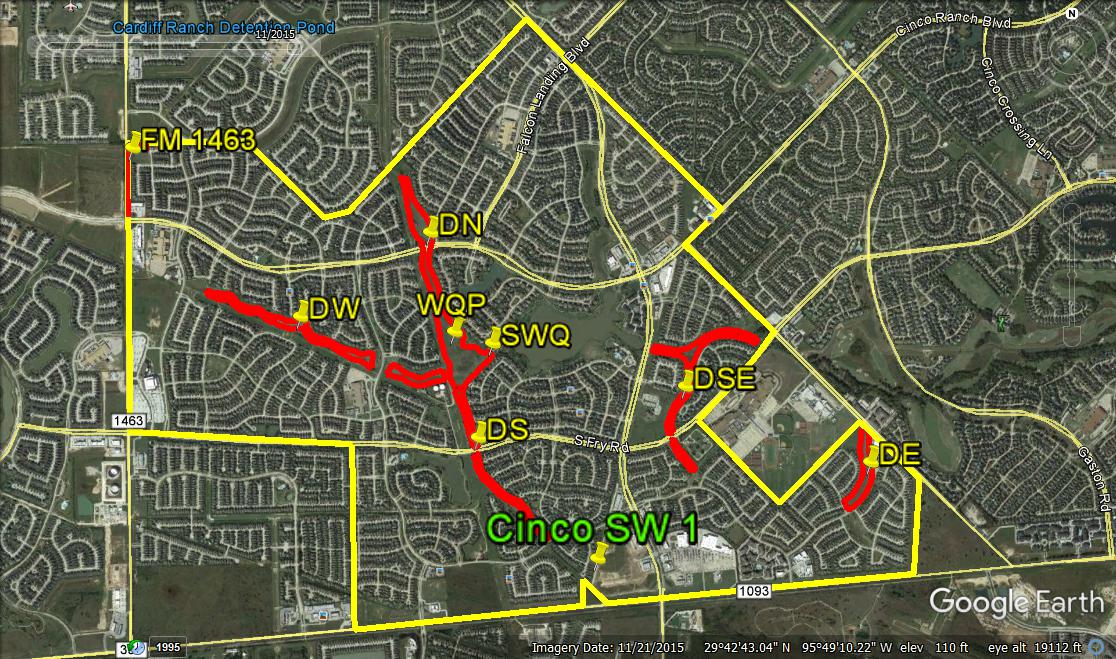 Cardiff Ranch Detention Pond
11/2015
Cinco Ranch Blvd
N
Cinco Crossing Ln
Falcon Landing Blvd
FM 1463
DN
DW
WQP
SWQ
DSE
1463
DS
S Fry Rd
DE
Gaston Rd
Cinco SW 1
1093
Google Earth
1995
Imagery Date: 11/21/2015 29°42'43.04" N 95°49'10.22" W elev 110 ft eye alt 19112 ft